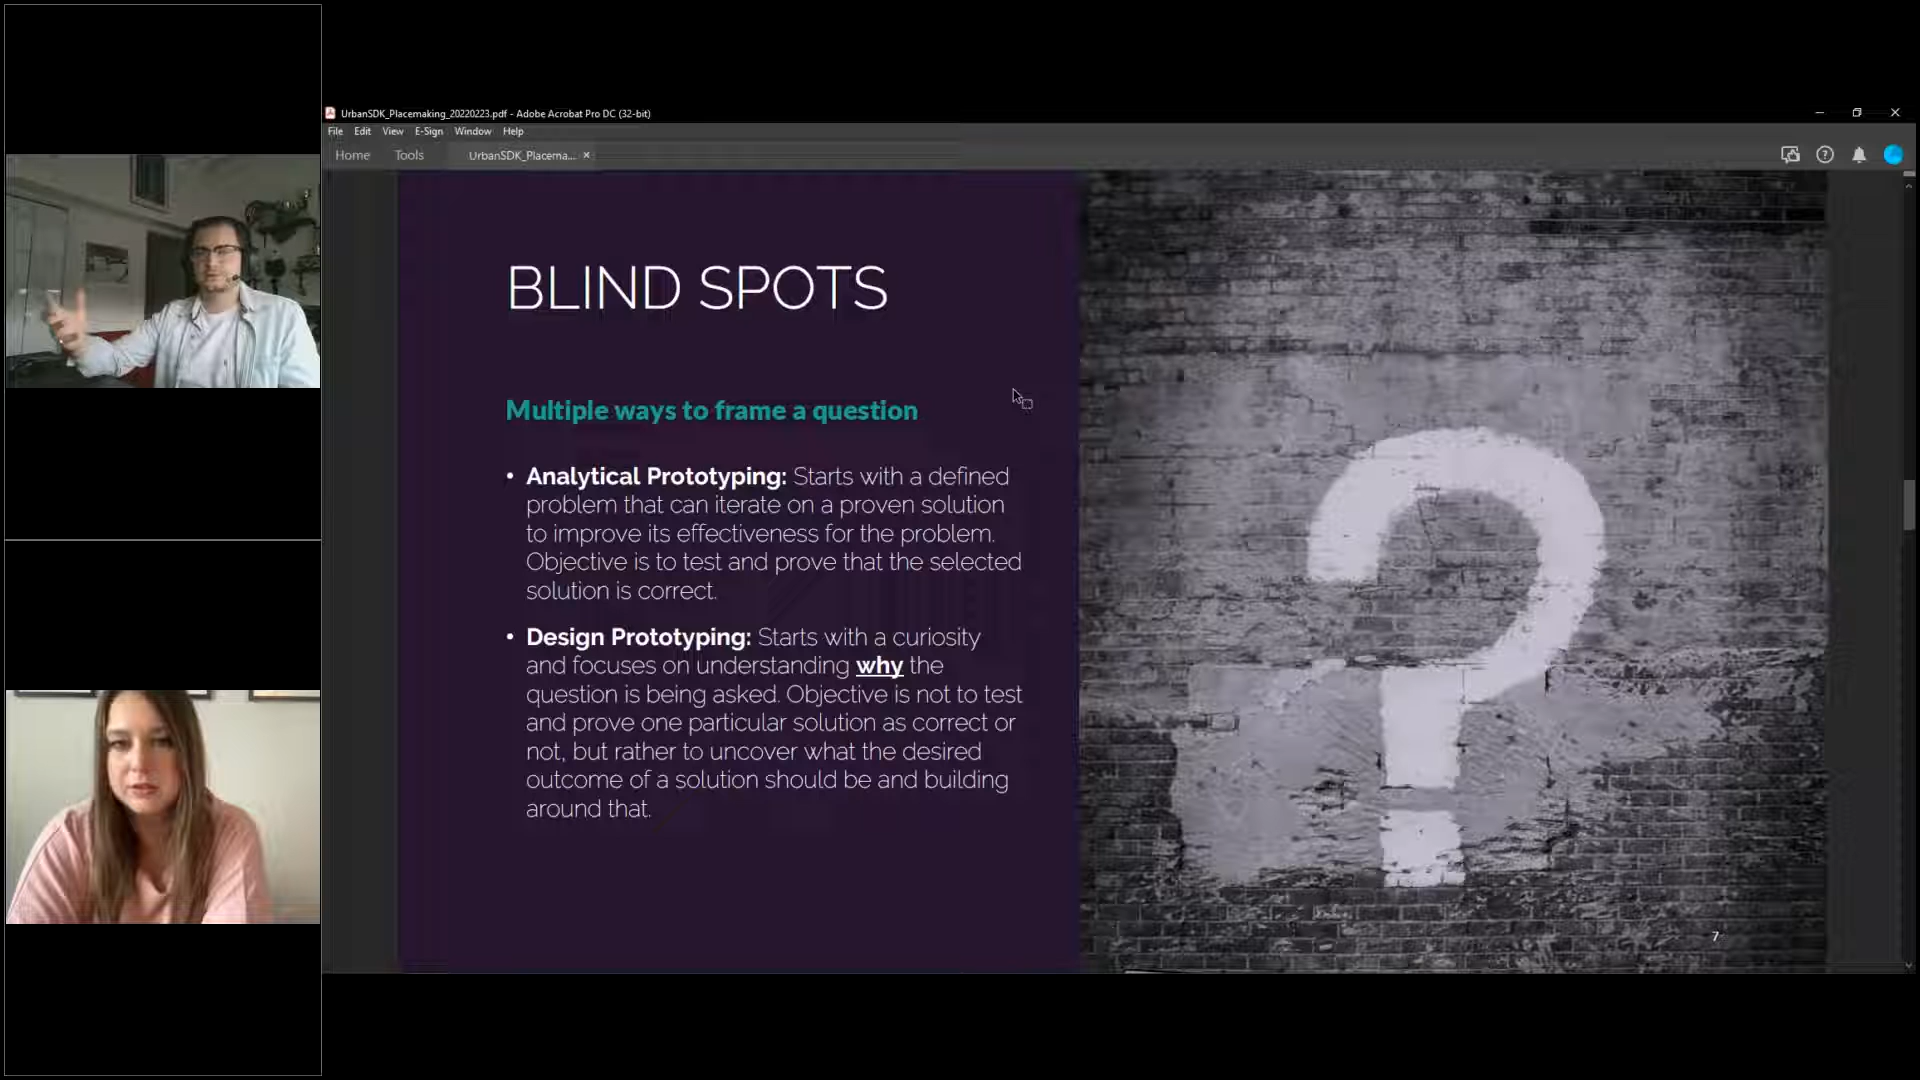 UrbanSDK_Placemaking_20220223.pdf - Adobe Acrobat Pro DC (32-bit)
File Edit View E-Sign Window Help
Home Tools UrbanSDK_Placema... ×
BLIND SPOTS
Multiple ways to frame a question
• Analytical Prototyping: Starts with a defined
problem that can iterate on a proven solution
to improve its effectiveness for the problem.
Objective is to test and prove that the selected
solution is correct.
• Design Prototyping: Starts with a curiosity
and focuses on understanding why the
question is being asked. Objective is not to test
and prove one particular solution as correct or
not, but rather to uncover what the desired
outcome of a solution should be and building
around that.
?
7